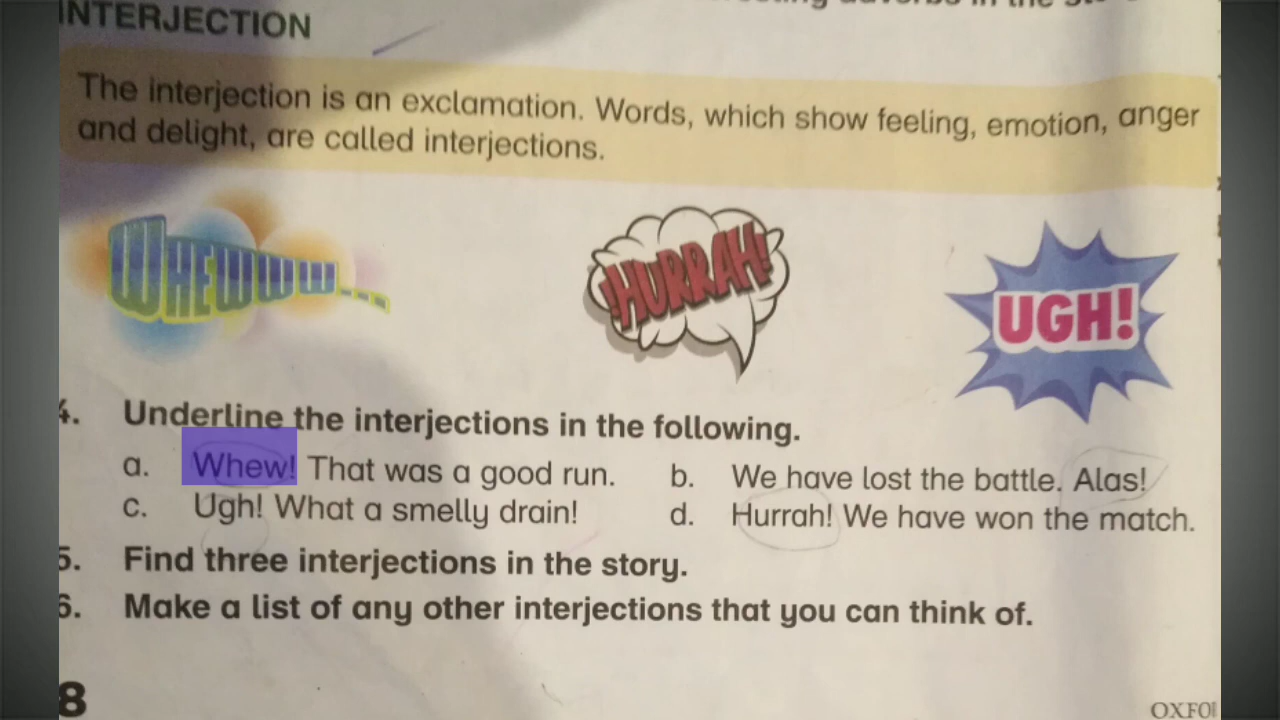 INTERJECTION
The interjection is an exclamation. Words, which show feeling, emotion, anger
and delight, are called interjections.
WHEWWW...
!HURRAH!
UGH!
4. Underline the interjections in the following.
a. Whew! That was a good run. b. We have lost the battle. Alas!
c. Ugh! What a smelly drain! d. Hurrah! We have won the match.
5. Find three interjections in the story.
6. Make a list of any other interjections that you can think of.
8